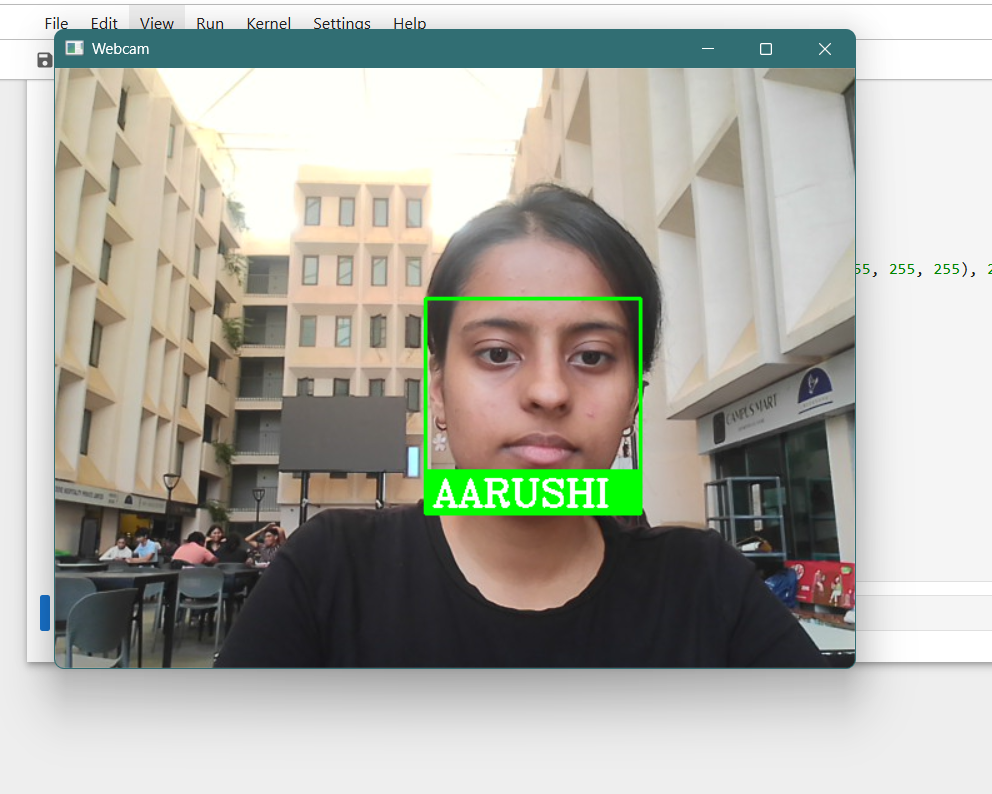 File Edit View Run Kernel Settings Help
Webcam
55, 255, 255), 2
CAMPUS MART
AARUSHI